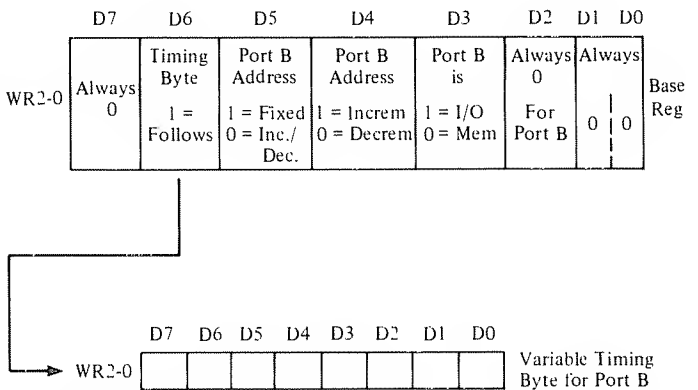 D7 D6 D5 D4 D3 D2 D1 D0
WR2-0
Always
0
Timing
Byte
1 =
Follows
Port B
Address
1 = Fixed
0 = Inc./
Dec.
Port B
Address
1 = Increm
0 = Decrem
Port B
is
1 = I/O
0 = Mem
Always
0
For
Port B
Always
0 0
Base
Reg
D7 D6 D5 D4 D3 D2 D1 D0
WR2-0
Variable Timing
Byte for Port B